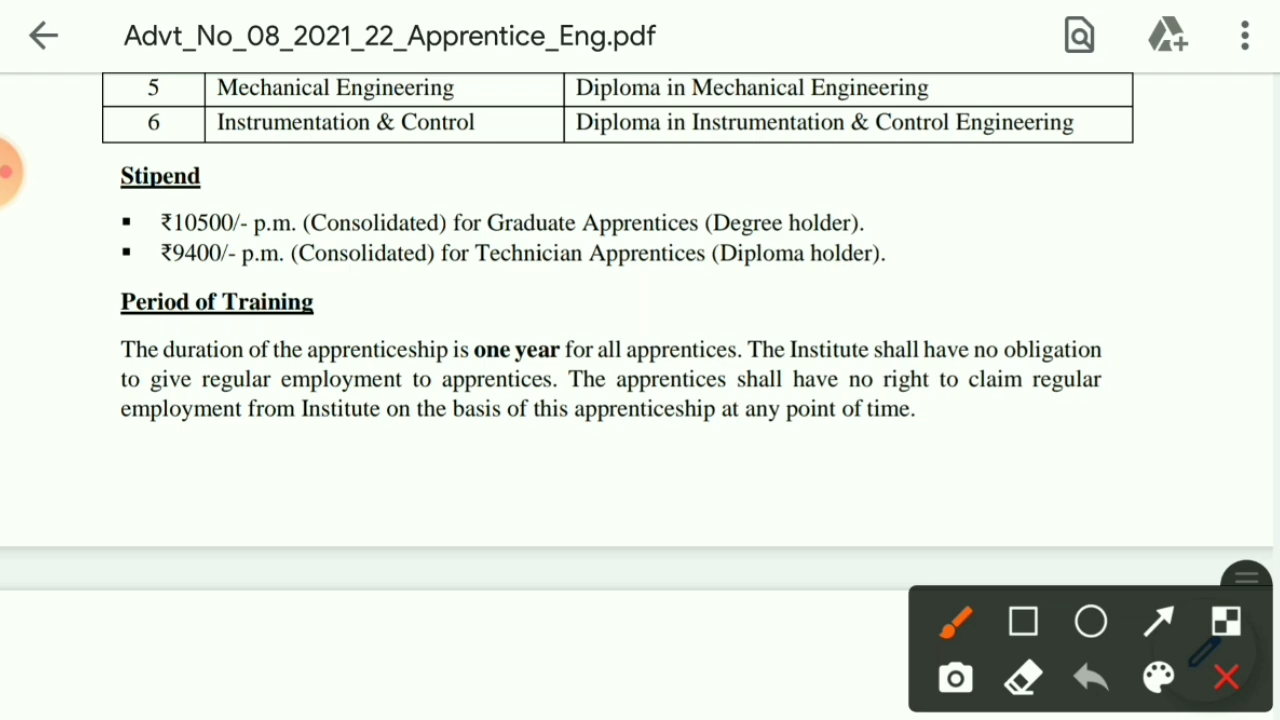 Advt_No_08_2021_22_Apprentice_Eng.pdf
5 Mechanical Engineering Diploma in Mechanical Engineering
6 Instrumentation & Control Diploma in Instrumentation & Control Engineering
Stipend
▪ ₹10500/- p.m. (Consolidated) for Graduate Apprentices (Degree holder).
▪ ₹9400/- p.m. (Consolidated) for Technician Apprentices (Diploma holder).
Period of Training
The duration of the apprenticeship is one year for all apprentices. The Institute shall have no obligation
to give regular employment to apprentices. The apprentices shall have no right to claim regular
employment from Institute on the basis of this apprenticeship at any point of time.